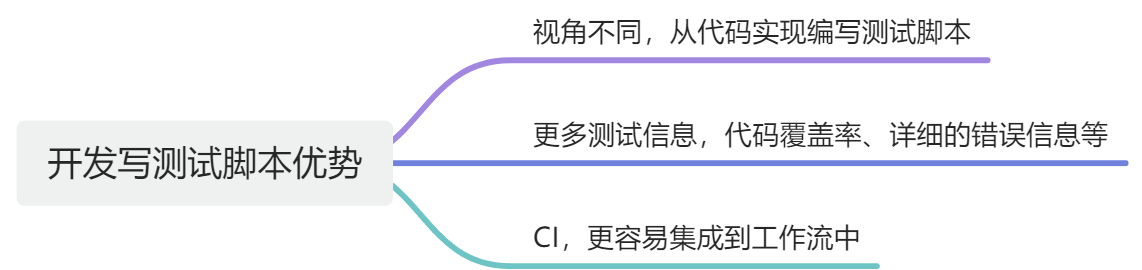 开发写测试脚本优势
视角不同，从代码实现编写测试脚本
更多测试信息，代码覆盖率、详细的错误信息等
CI，更容易集成到工作流中